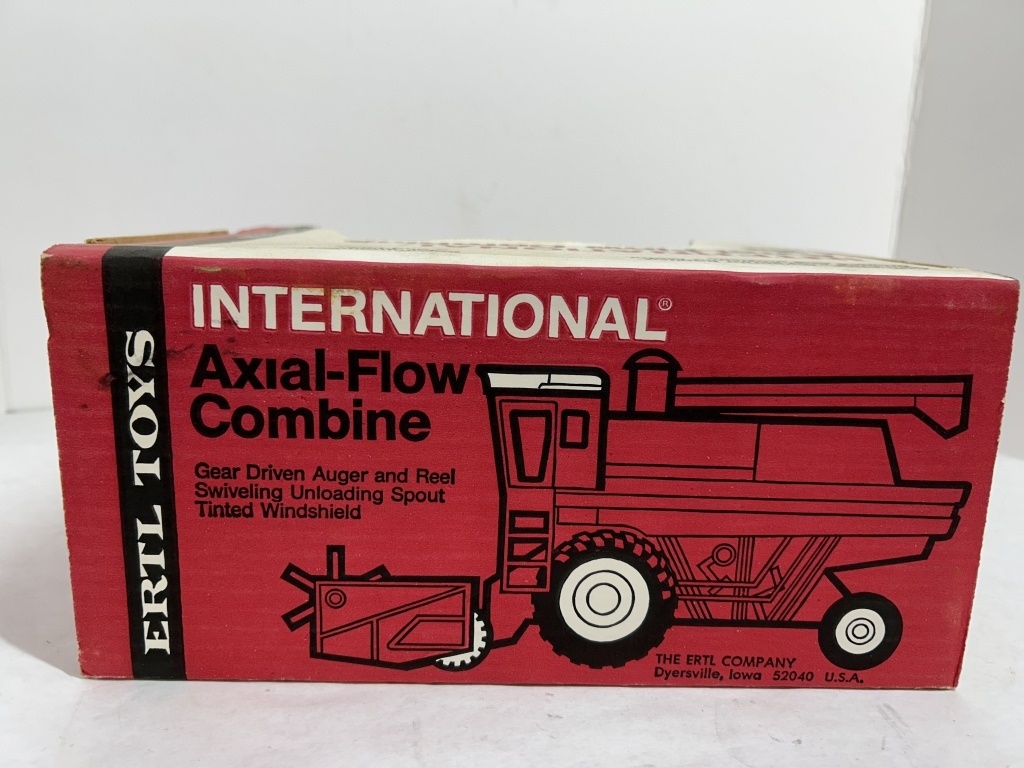 ERTL TOYS
INTERNATIONAL®
Axial-Flow
Combine
Gear Driven Auger and Reel
Swiveling Unloading Spout
Tinted Windshield
THE ERTL COMPANY
Dyersville, Iowa 52040 U.S.A.